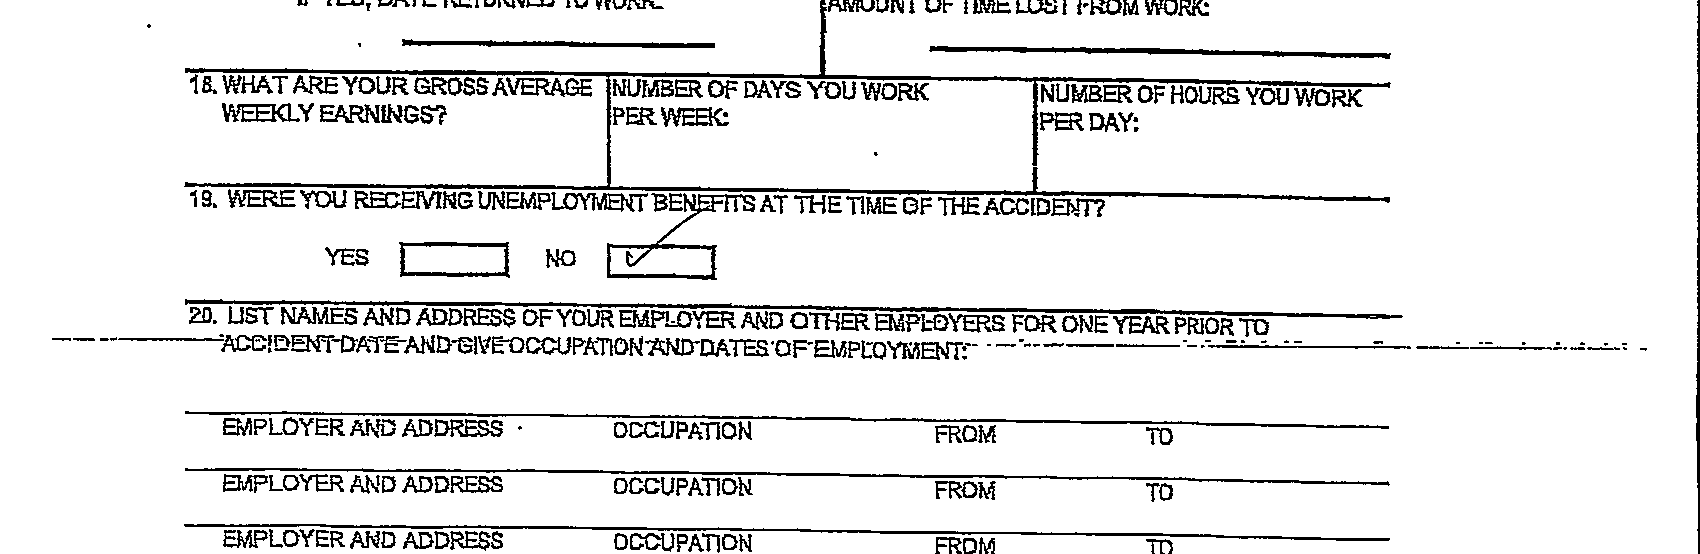 IF YES, DATE RETURNED TO WORK:
AMOUNT OF TIME LOST FROM WORK:
18. WHAT ARE YOUR GROSS AVERAGE
WEEKLY EARNINGS?
NUMBER OF DAYS YOU WORK
PER WEEK:
NUMBER OF HOURS YOU WORK
PER DAY:
19. WERE YOU RECEIVING UNEMPLOYMENT BENEFITS AT THE TIME OF THE ACCIDENT?
YES NO
20. LIST NAMES AND ADDRESS OF YOUR EMPLOYER AND OTHER EMPLOYERS FOR ONE YEAR PRIOR TO
ACCIDENT DATE AND GIVE OCCUPATION AND DATES OF EMPLOYMENT:
EMPLOYER AND ADDRESS OCCUPATION FROM TO
EMPLOYER AND ADDRESS OCCUPATION FROM TO
EMPLOYER AND ADDRESS OCCUPATION FROM TO